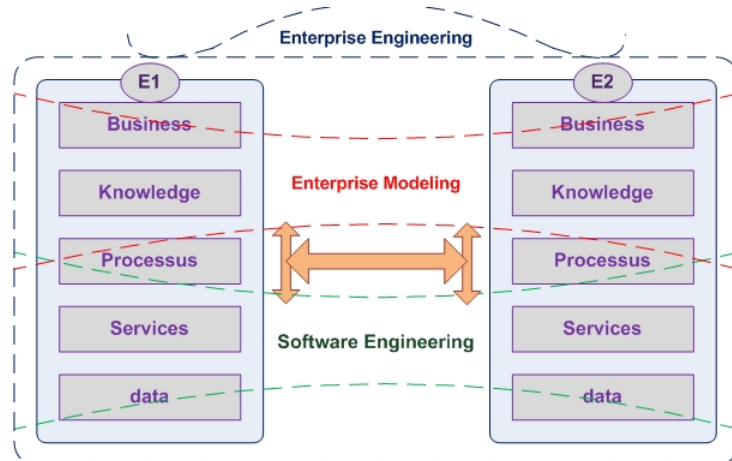 Enterprise Engineering
E1
E2
Business
Business
Knowledge
Enterprise Modeling
Knowledge
Processus
Processus
Services
Software Engineering
Services
data
data